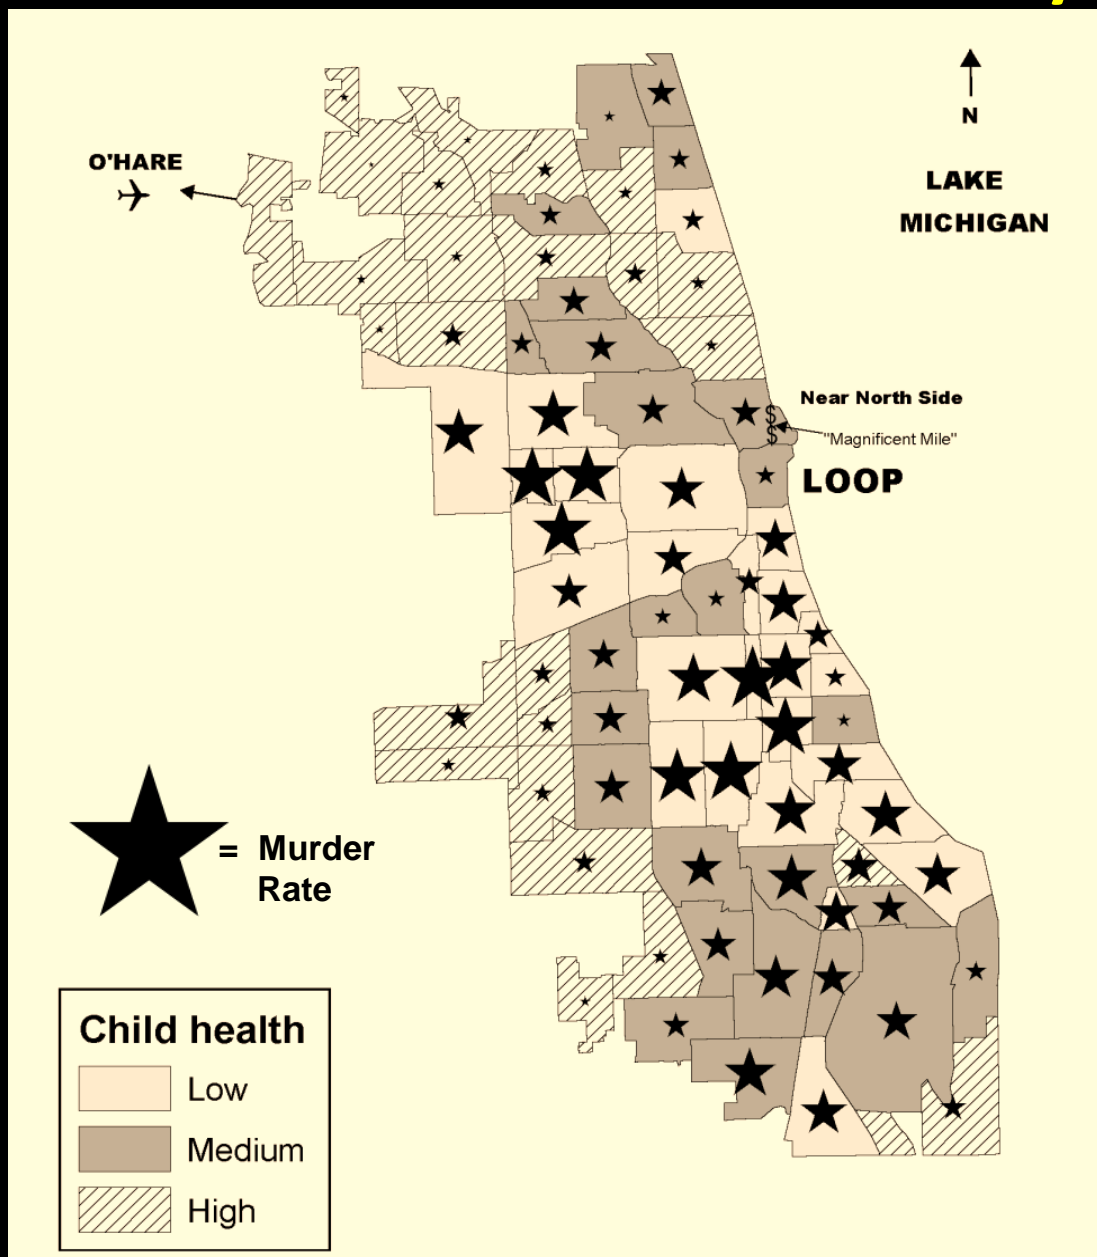 N
O'HARE
LAKE
MICHIGAN
Near North Side
$
$
"Magnificent Mile"
LOOP
= Murder
Rate
Child health
Low
Medium
High